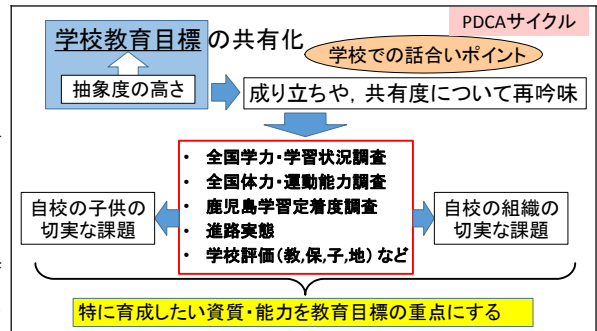 PDCAサイクル
学校教育目標 の共有化
学校での話合いポイント
抽象度の高さ
成り立ちや，共有度について再吟味
・ 全国学力・学習状況調査
・ 全国体力・運動能力調査
・ 鹿児島学習定着度調査
・ 進路実態
・ 学校評価(教,保,子,地) など
自校の子供の
切実な課題
自校の組織の
切実な課題
特に育成したい資質・能力を教育目標の重点にする